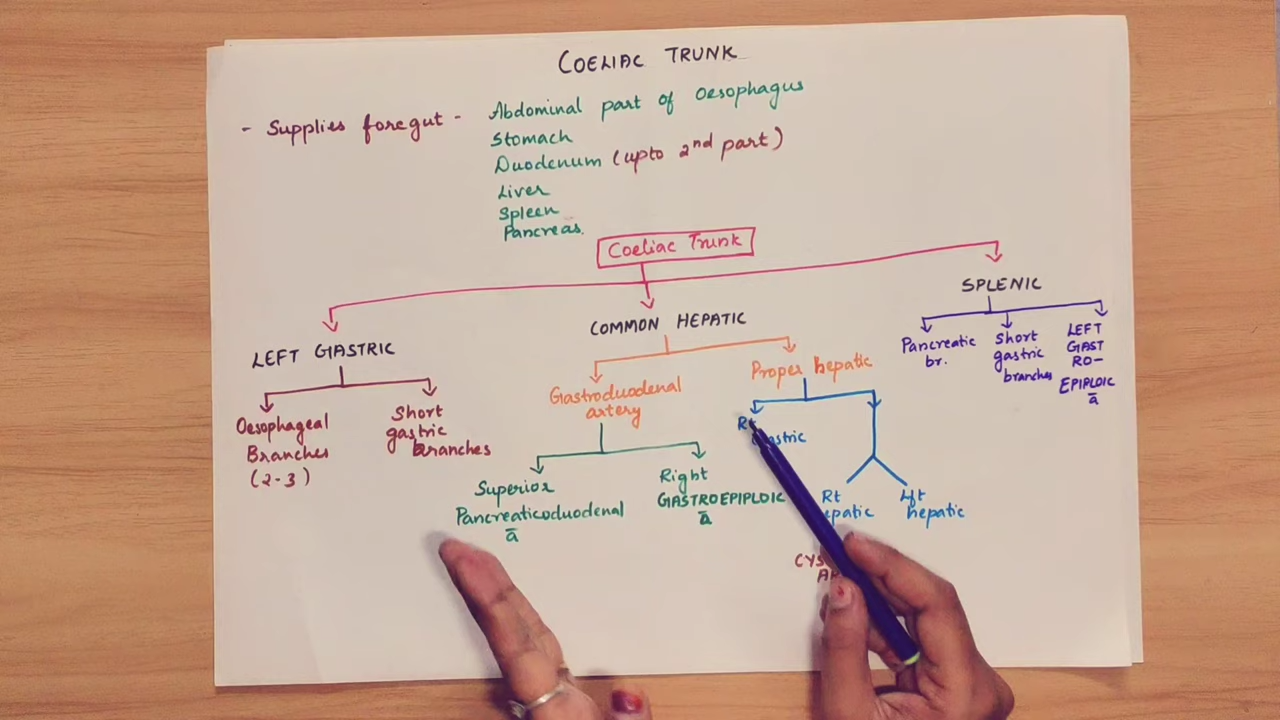 COELIAC TRUNK
- Supplies foregut - Abdominal part of Oesophagus
Stomach
Duodenum (upto 2nd part)
Liver
Spleen
Pancreas.
Coeliac Trunk
LEFT GASTRIC
Oesophageal
Branches
(2-3)
Short
gastric
branches
COMMON HEPATIC
Gastroduodenal
artery
Superior
Pancreaticoduodenal
a̅
Right
GASTROEPIPLOIC
a̅
Proper hepatic
Rt
Rt
Lft
hepatic
SPLENIC
Pancreatic
br.
Short
gastric
branches
LEFT
GAST
RO-
EPIPLOIC
a̅